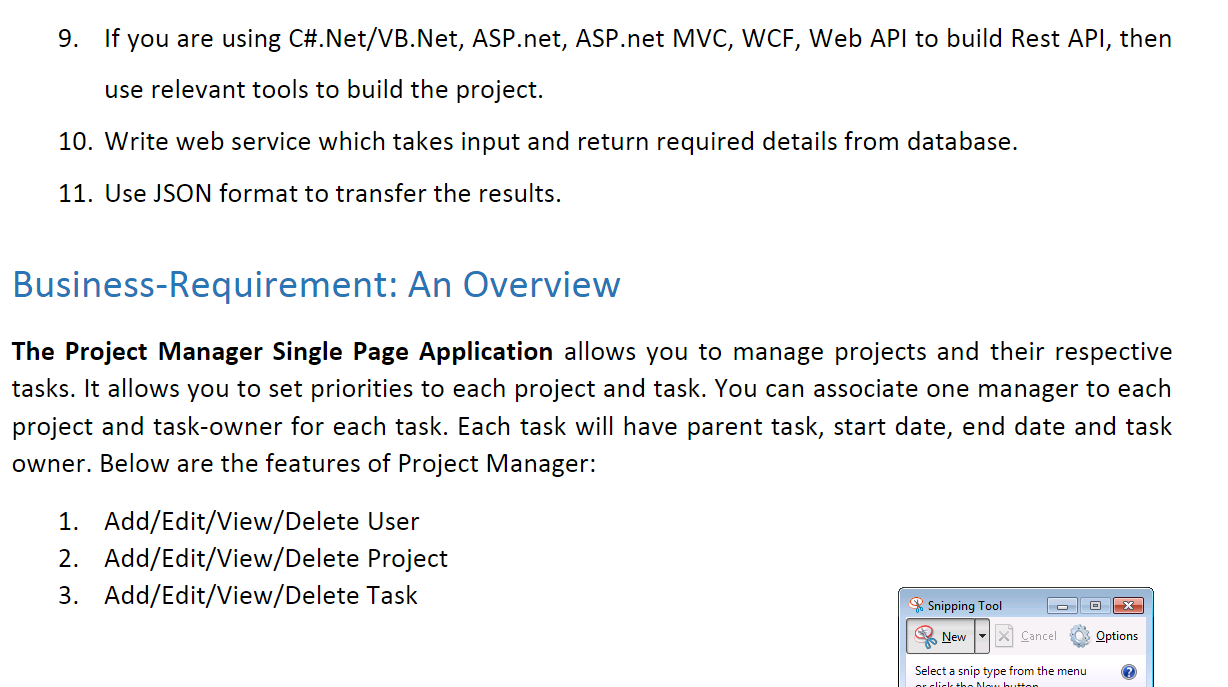 9. If you are using C#.Net/VB.Net, ASP.net, ASP.net MVC, WCF, Web API to build Rest API, then
use relevant tools to build the project.
10. Write web service which takes input and return required details from database.
11. Use JSON format to transfer the results.
Business-Requirement: An Overview
The Project Manager Single Page Application allows you to manage projects and their respective
tasks. It allows you to set priorities to each project and task. You can associate one manager to each
project and task-owner for each task. Each task will have parent task, start date, end date and task
owner. Below are the features of Project Manager:
1. Add/Edit/View/Delete User
2. Add/Edit/View/Delete Project
3. Add/Edit/View/Delete Task
Snipping Tool
New Cancel Options
Select a snip type from the menu
or click the New button